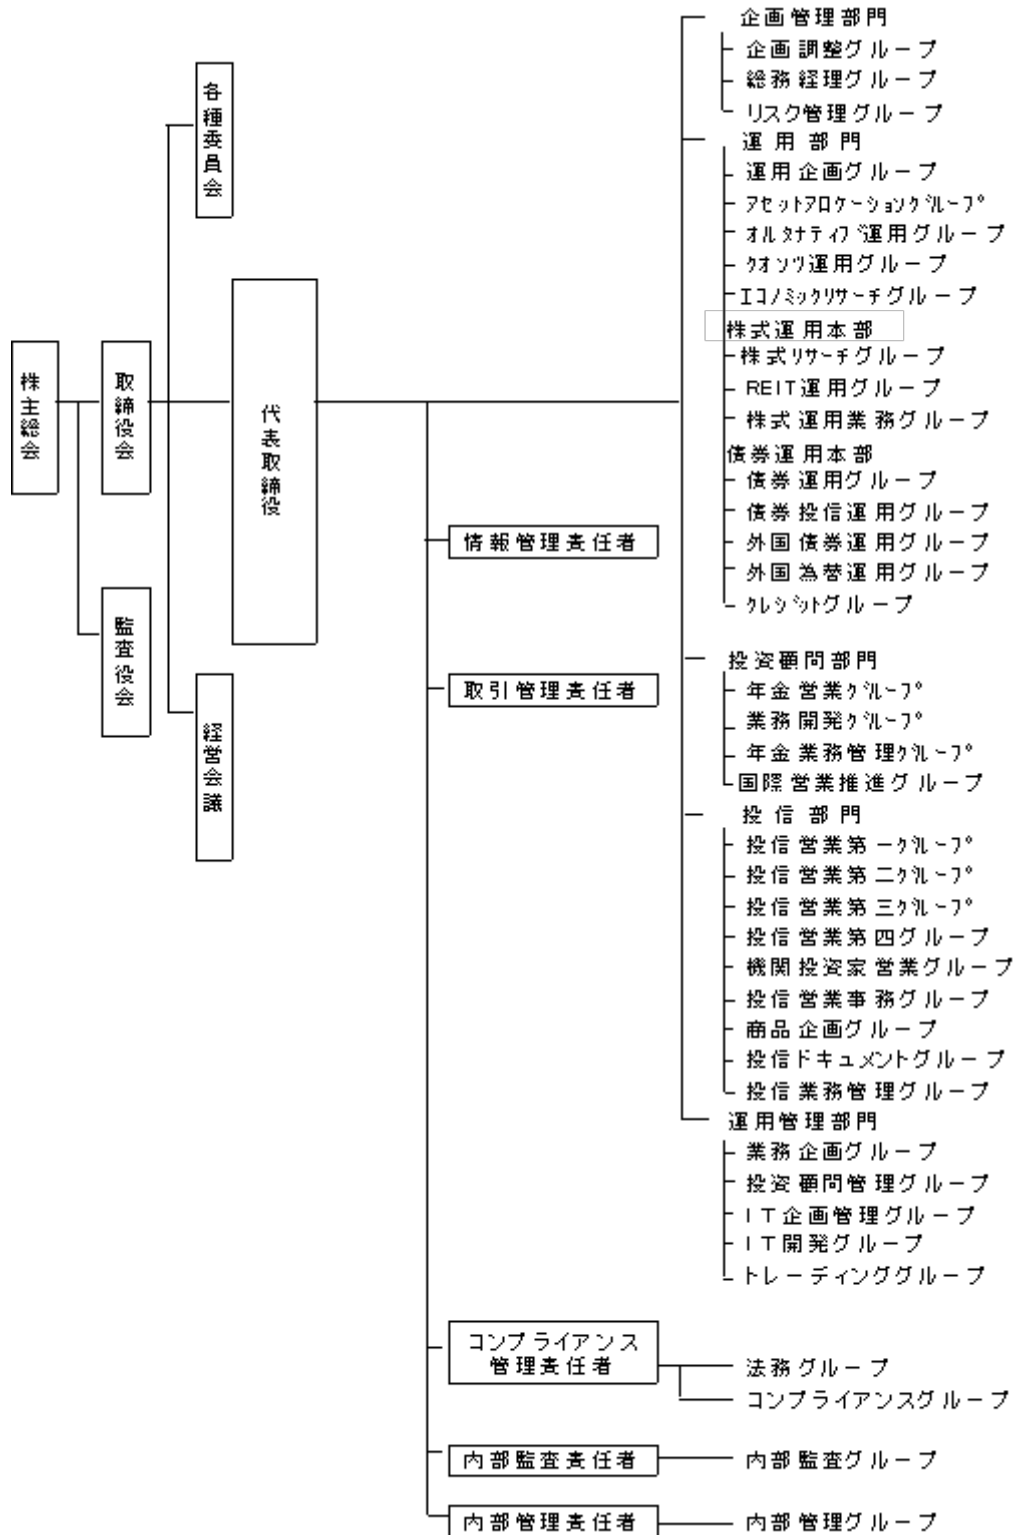 株主総会
取締役会
監査役会
各種委員会
経営会議
代表取締役
情報管理責任者
取引管理責任者
コンプライアンス
管理責任者
内部監査責任者
内部管理責任者
企画管理部門
企画調整グループ
総務経理グループ
リスク管理グループ
運用部門
運用企画グループ
アセットアロケーショングループ
オルタナティブ運用グループ
クオンツ運用グループ
エコノミックリサーチグループ
株式運用本部
株式リサーチグループ
REIT運用グループ
株式運用業務グループ
債券運用本部
債券運用グループ
債券投信運用グループ
外国債券運用グループ
外国為替運用グループ
クレジットグループ
投資顧問部門
年金営業グループ
業務開発グループ
年金業務管理グループ
国際営業推進グループ
投信部門
投信営業第一グループ
投信営業第二グループ
投信営業第三グループ
投信営業第四グループ
機関投資家営業グループ
投信営業事務グループ
商品企画グループ
投信ドキュメントグループ
投信業務管理グループ
運用管理部門
業務企画グループ
投資顧問管理グループ
IT企画管理グループ
IT開発グループ
トレーディンググループ
法務グループ
コンプライアンスグループ
内部監査グループ
内部管理グループ